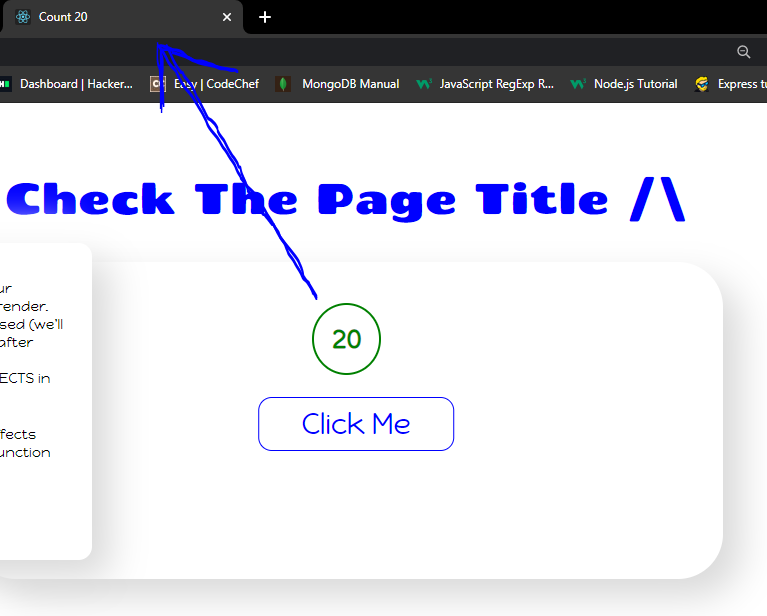 Count 20
Dashboard | Hacker...
Easy | CodeChef
MongoDB Manual
JavaScript RegExp R...
Node.js Tutorial
Express tu
Check The Page Title /\
ur
render.
sed (we'll
after
ECTS in
ffects
unction
20
Click Me